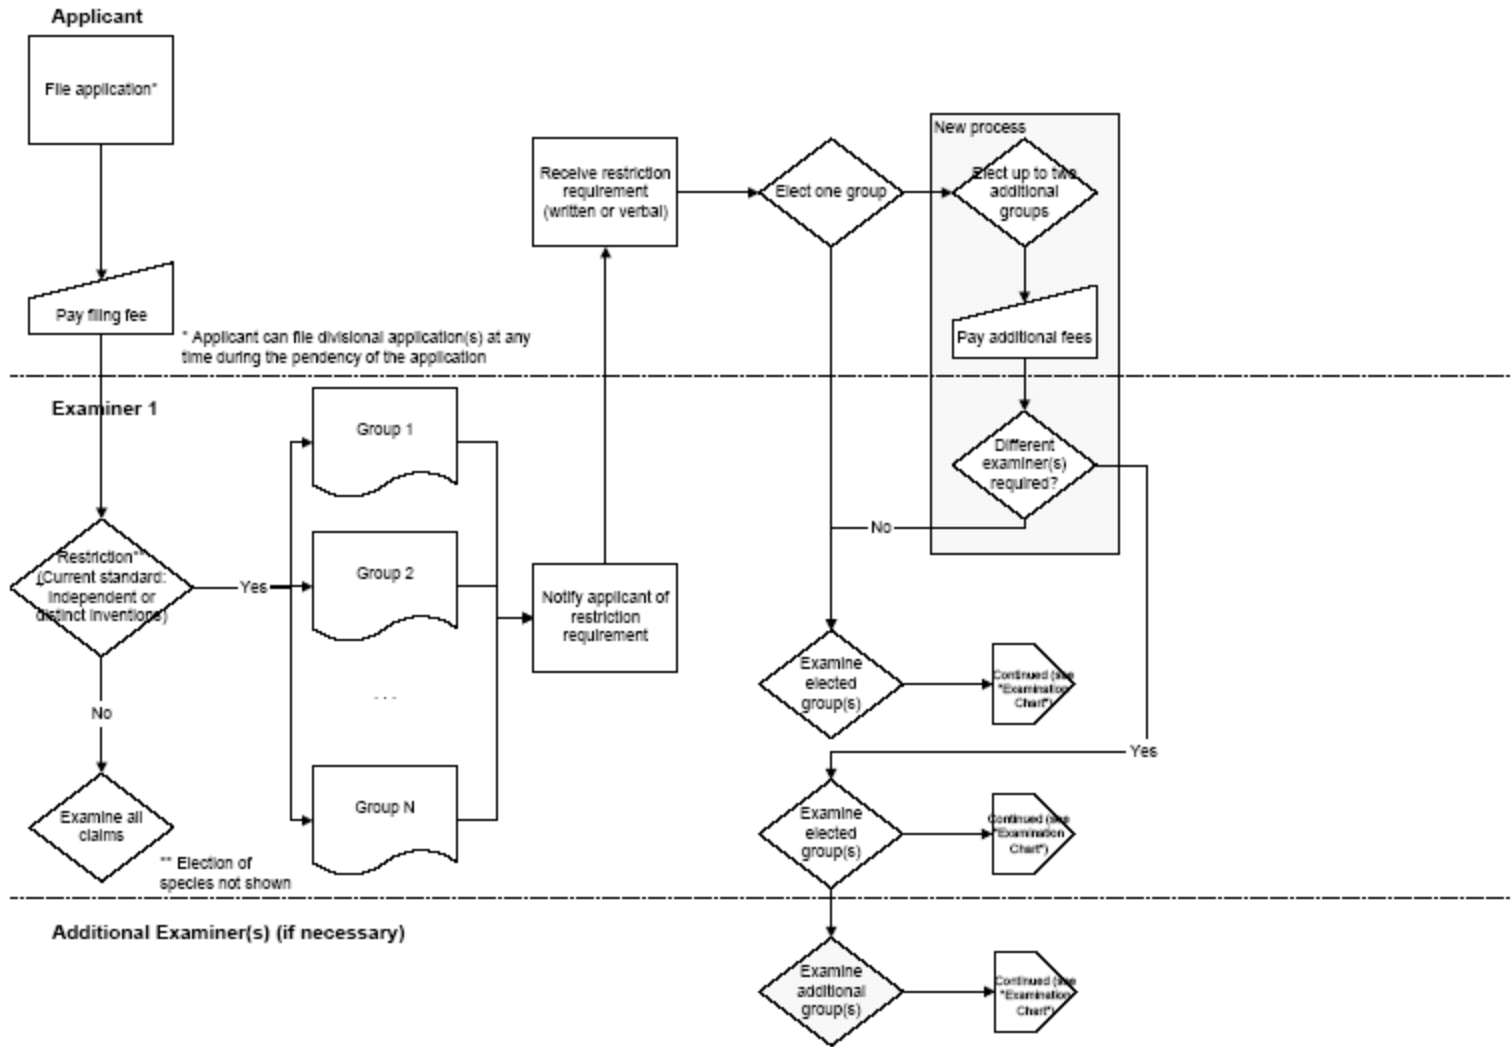 Applicant
File application*
Pay filing fee
* Applicant can file divisional application(s) at any
time during the pendency of the application
Receive restriction
requirement
(written or verbal)
Elect one group
New process
Elect up to two
additional
groups
Pay additional fees
Examiner 1
Restriction**
(Current standard:
Independent or
distinct Inventions)
Yes
No
Examine all
claims
** Election of
species not shown
Group 1
Group 2
...
Group N
Notify applicant of
restriction
requirement
Different
examiner(s)
required?
No
Yes
Examine
elected
group(s)
Continued (see
"Examination
Chart")
Examine
elected
group(s)
Continued (see
"Examination
Chart")
Additional Examiner(s) (if necessary)
Examine
additional
group(s)
Continued (see
"Examination
Chart")